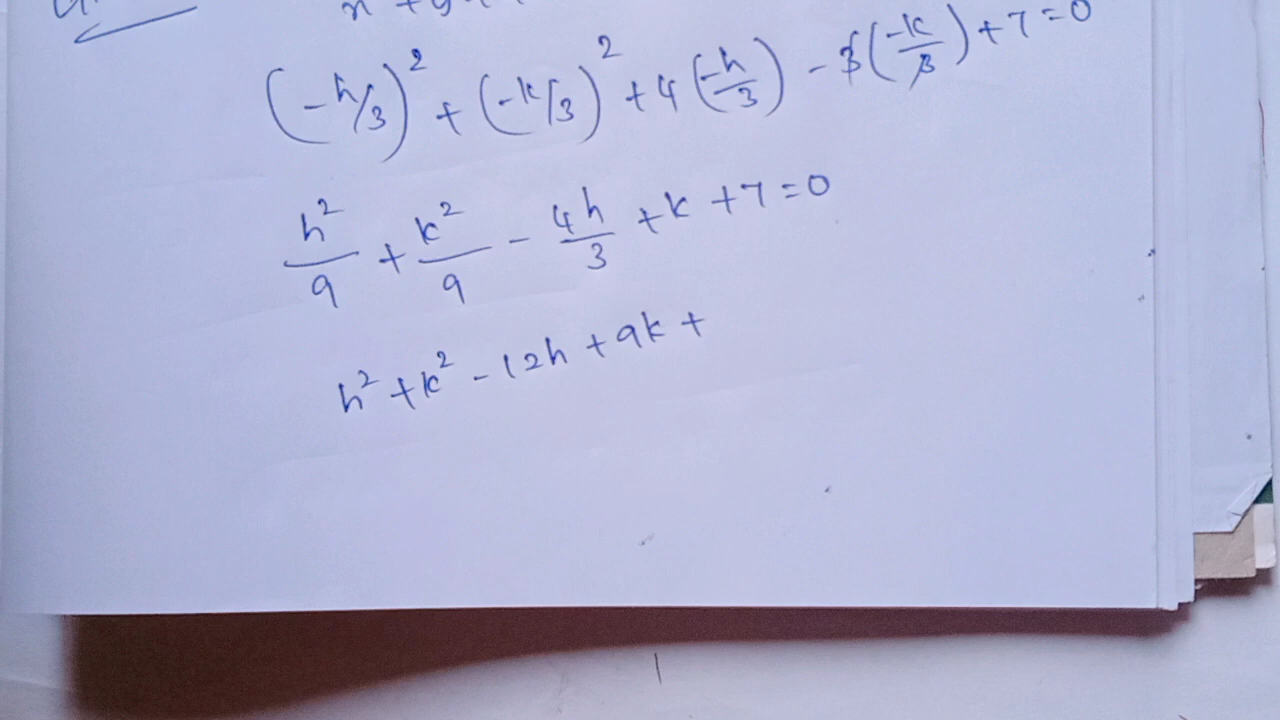 (-h/3)² + (-k/3)² + 4(-h/3) - 3(-k/3) + 7 = 0
h²/9 + k²/9 - 4h/3 + k + 7 = 0
h² + k² - 12h + 9k +